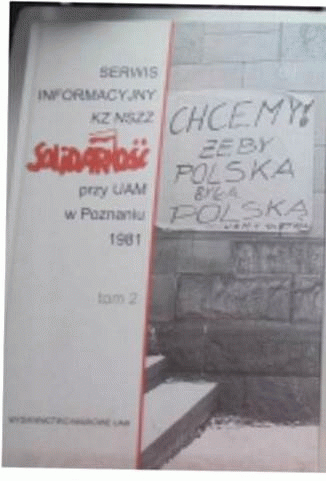 SERWIS
INFORMACYJNY
KZ NSZZ
SOLIDARNOŚĆ
przy UAM
w Poznaniu
1981
tom 2
WYDAWNICTWO NAUKOWE UAM
CHCEMY!
ŻEBY
POLSKA
BYŁA
POLSKĄ